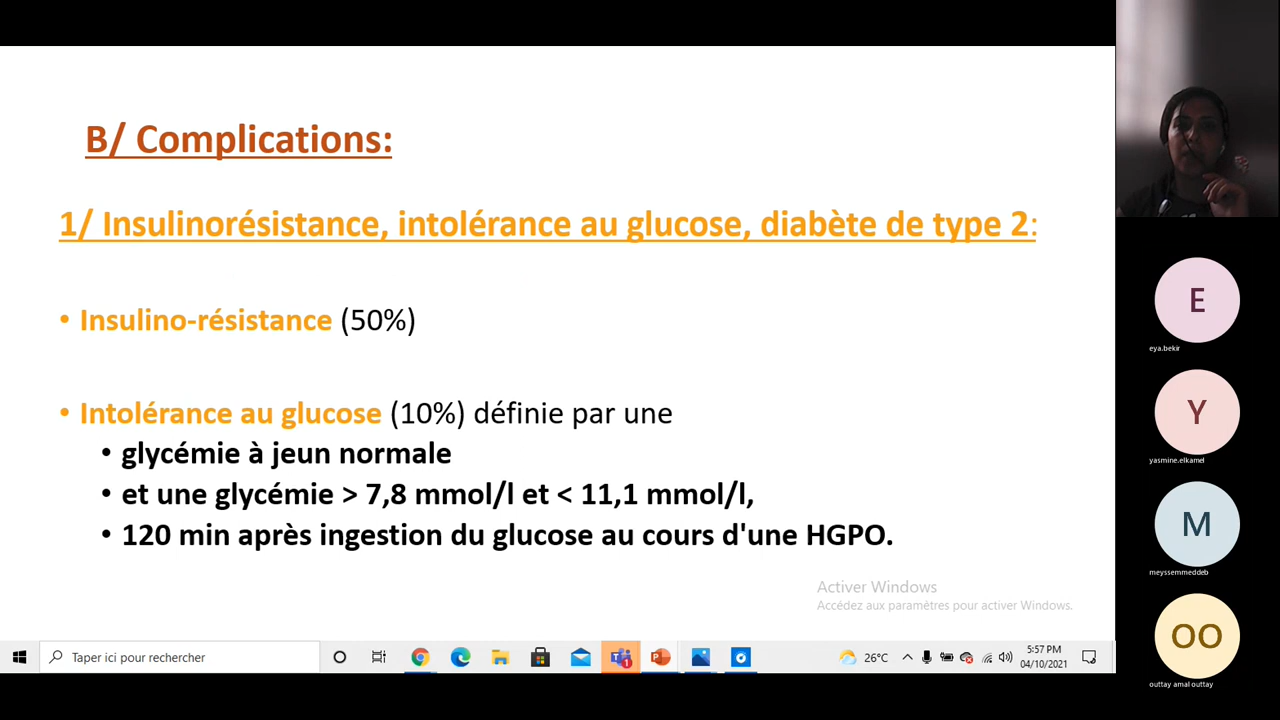 B/ Complications:
1/ Insulinorésistance, intolérance au glucose, diabète de type 2:
• Insulino-résistance (50%)
• Intolérance au glucose (10%) définie par une
• glycémie à jeun normale
• et une glycémie > 7,8 mmol/l et < 11,1 mmol/l,
• 120 min après ingestion du glucose au cours d'une HGPO.
Activer Windows
Accédez aux paramètres pour activer Windows.
Taper ici pour rechercher
1
26°C
5:57 PM
04/10/2021
E
eya.bekir
Y
yasmine.elkamel
M
meyssemmeddeb
OO
outtay amal outtay